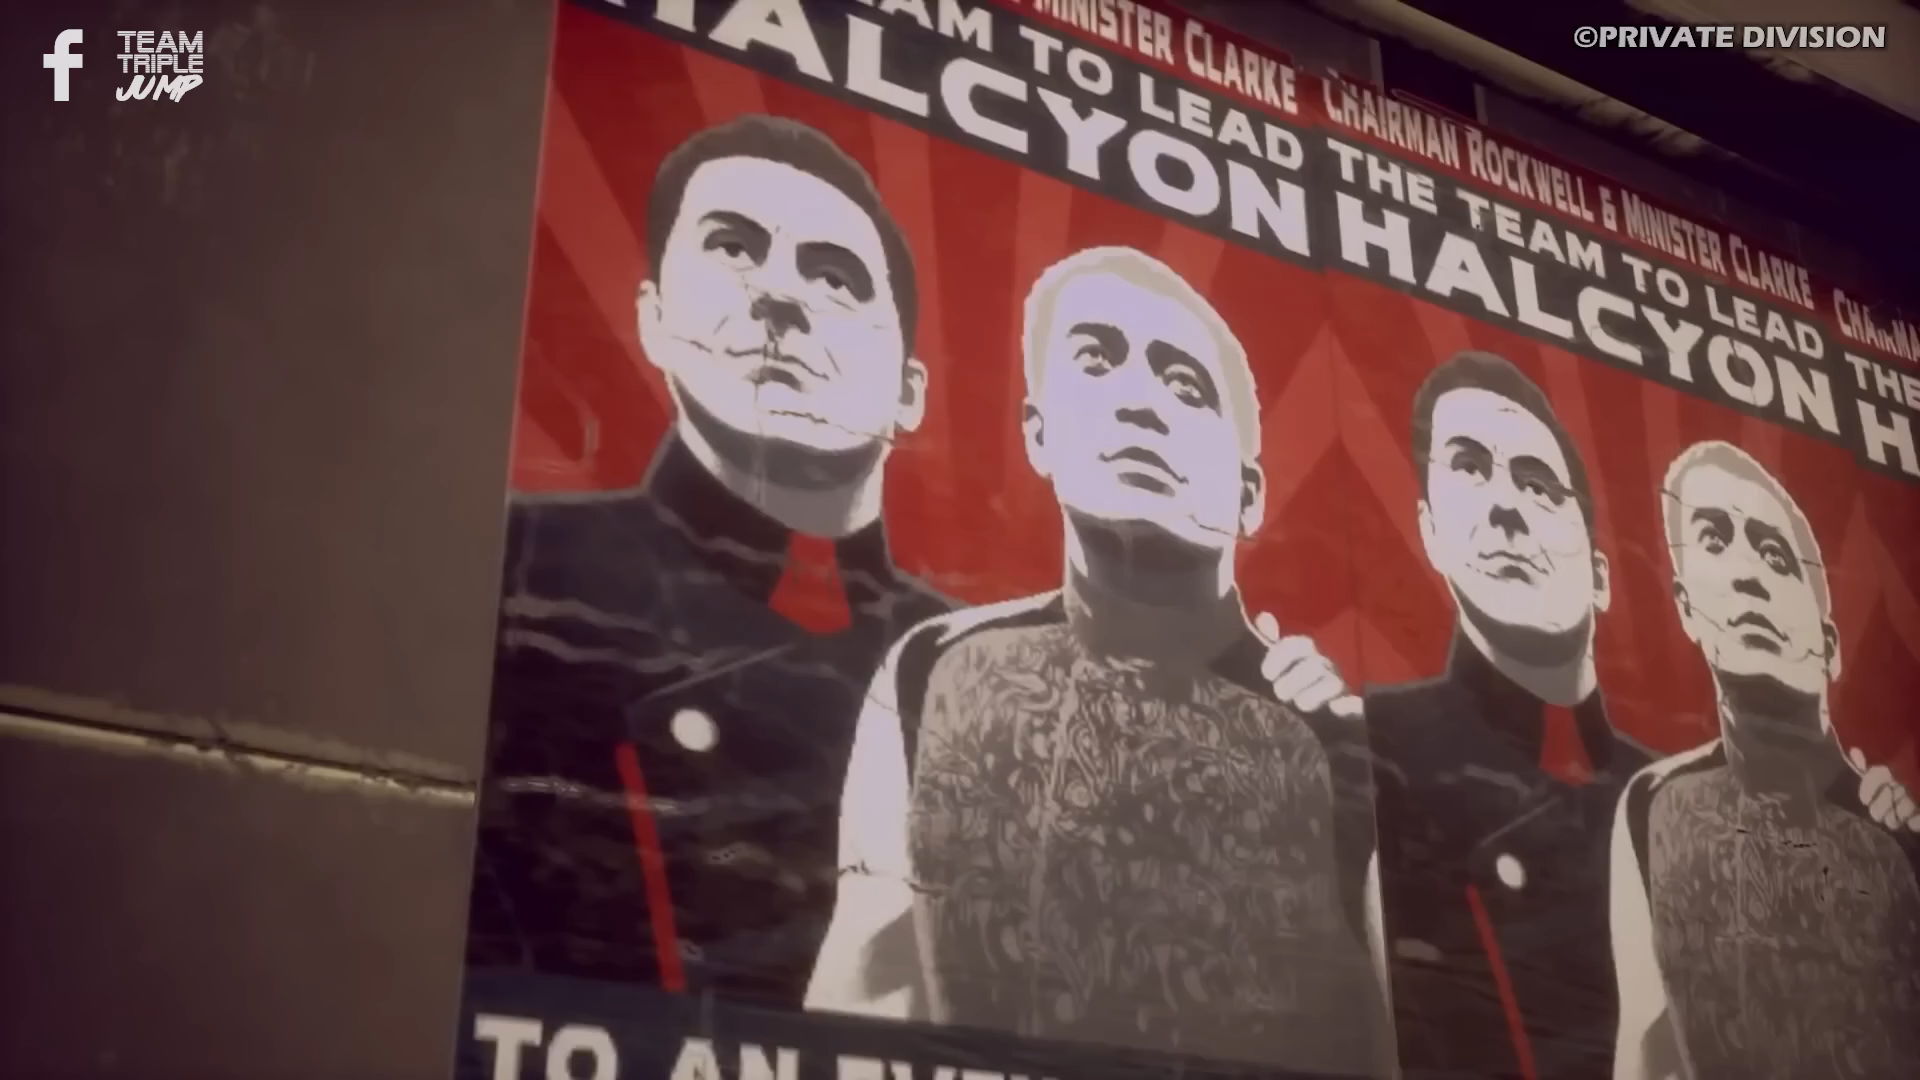 TEAM
TRIPLE
JUMP
©PRIVATE DIVISION
MINISTER CLARKE
TEAM TO LEAD
HALCYON
CHAIRMAN ROCKWELL & MINISTER CLARKE
THE TEAM TO LEAD
HALCYON
THE
TO AN